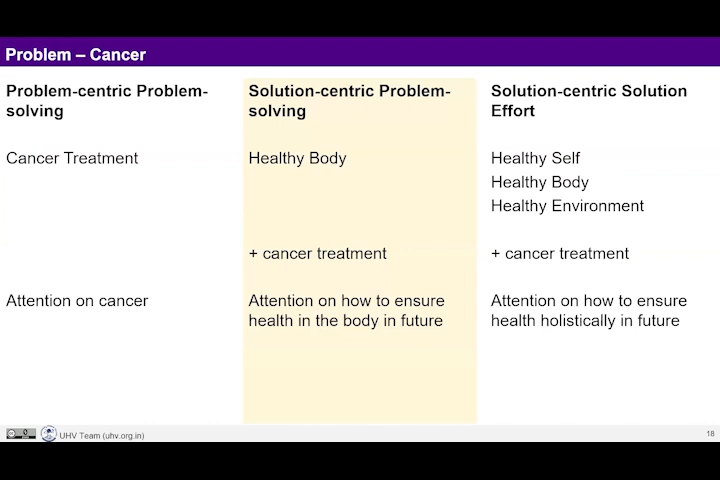 Problem – Cancer
Problem-centric Problem-
solving
Cancer Treatment
Attention on cancer
Solution-centric Problem-
solving
Healthy Body
+ cancer treatment
Attention on how to ensure
health in the body in future
Solution-centric Solution
Effort
Healthy Self
Healthy Body
Healthy Environment
+ cancer treatment
Attention on how to ensure
health holistically in future
UHV Team (uhv.org.in)
18